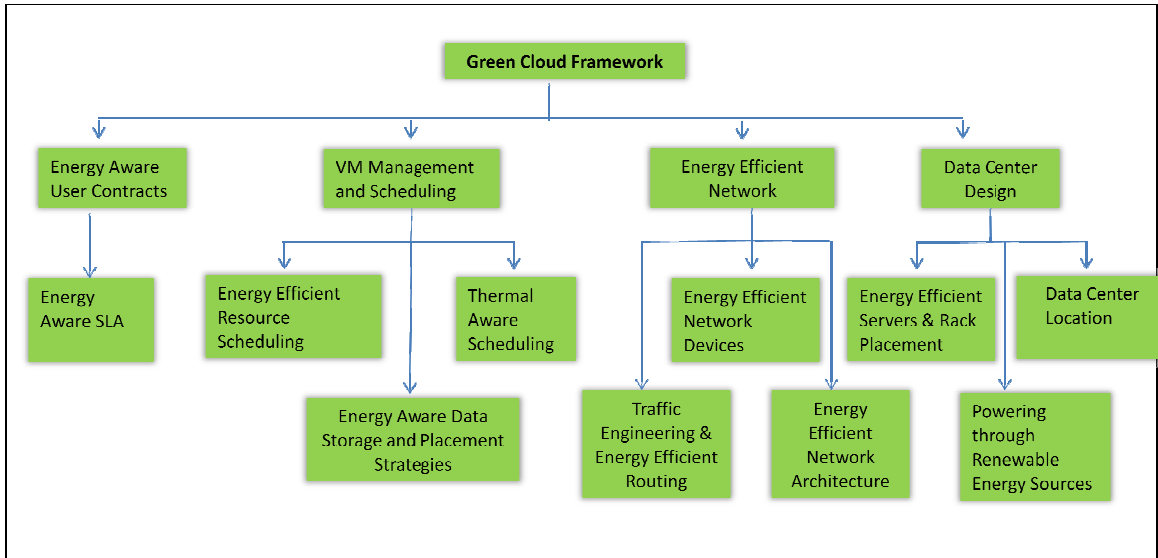 Green Cloud Framework
Energy Aware
User Contracts
VM Management
and Scheduling
Energy Efficient
Network
Data Center
Design
Energy
Aware SLA
Energy Efficient
Resource
Scheduling
Thermal
Aware
Scheduling
Energy Efficient
Network
Devices
Energy Efficient
Servers & Rack
Placement
Data Center
Location
Energy Aware Data
Storage and Placement
Strategies
Traffic
Engineering &
Energy Efficient
Routing
Energy
Efficient
Network
Architecture
Powering
through
Renewable
Energy Sources